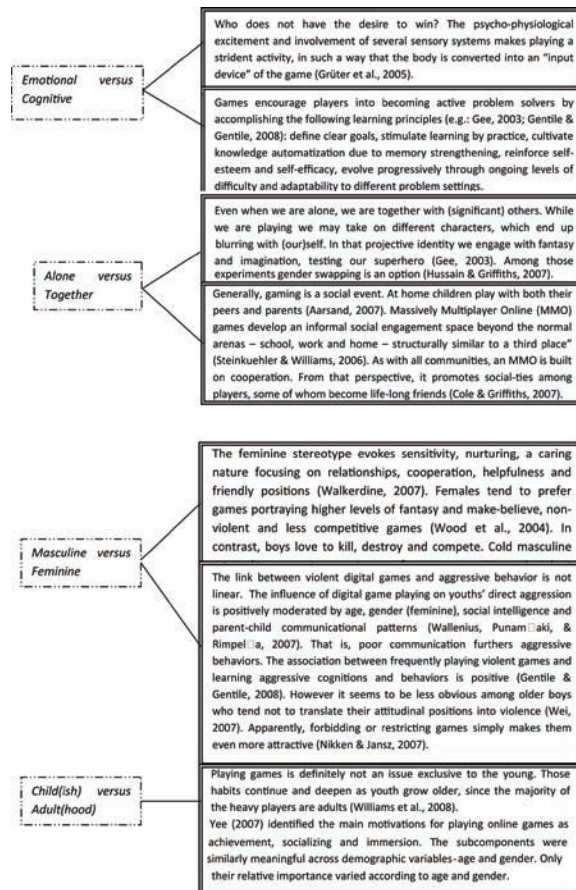 Who does not have the desire to win? The psycho-physiological
excitement and involvement of several sensory systems makes playing a
strident activity, in such a way that the body is converted into an "input
device" of the game (Grüter et al., 2005).
Emotional versus
Cognitive
Games encourage players into becoming active problem solvers by
accomplishing the following learning principles (e.g.: Gee, 2003; Gentile &
Gentile, 2008): define clear goals, stimulate learning by practice, cultivate
knowledge automatization due to memory strengthening, reinforce self-
esteem and self-efficacy, evolve progressively through ongoing levels of
difficulty and adaptability to different problem settings.
Even when we are alone, we are together with (significant) others. While
we are playing we may take on different characters, which end up
blurring with (our)self. In that projective identity we engage with fantasy
and imagination, testing our superhero (Gee, 2003). Among those
experiments gender swapping is an option (Hussain & Griffiths, 2007).
Alone versus
Together
Generally, gaming is a social event. At home children play with both their
peers and parents (Aarsand, 2007). Massively Multiplayer Online (MMO)
games develop an informal social engagement space beyond the normal
arenas – school, work and home – structurally similar to a third place"
(Steinkuehler & Williams, 2006). As with all communities, an MMO is built
on cooperation. From that perspective, it promotes social-ties among
players, some of whom become life-long friends (Cole & Griffiths, 2007).
The feminine stereotype evokes sensitivity, nurturing, a caring
nature focusing on relationships, cooperation, helpfulness and
friendly positions (Walkerdine, 2007). Females tend to prefer
games portraying higher levels of fantasy and make-believe, non-
violent and less competitive games (Wood et al., 2004). In
contrast, boys love to kill, destroy and compete. Cold masculine
Masculine versus
Feminine
The link between violent digital games and aggressive behavior is not
linear. The influence of digital game playing on youths' direct aggression
is positively moderated by age, gender (feminine), social intelligence and
parent-child communicational patterns (Wallenius, Punam□aki, &
Rimpel□a, 2007). That is, poor communication furthers aggressive
behaviors. The association between frequently playing violent games and
learning aggressive cognitions and behaviors is positive (Gentile &
Gentile, 2008). However it seems to be less obvious among older boys
who tend not to translate their attitudinal positions into violence (Wei,
2007). Apparently, forbidding or restricting games simply makes them
even more attractive (Nikken & Jansz, 2007).
Child(ish) versus
Adult(hood)
Playing games is definitely not an issue exclusive to the young. Those
habits continue and deepen as youth grow older, since the majority of
the heavy players are adults (Williams et al., 2008).
Yee (2007) identified the main motivations for playing online games as
achievement, socializing and immersion. The subcomponents were
similarly meaningful across demographic variables-age and gender. Only
their relative importance varied according to age and gender.